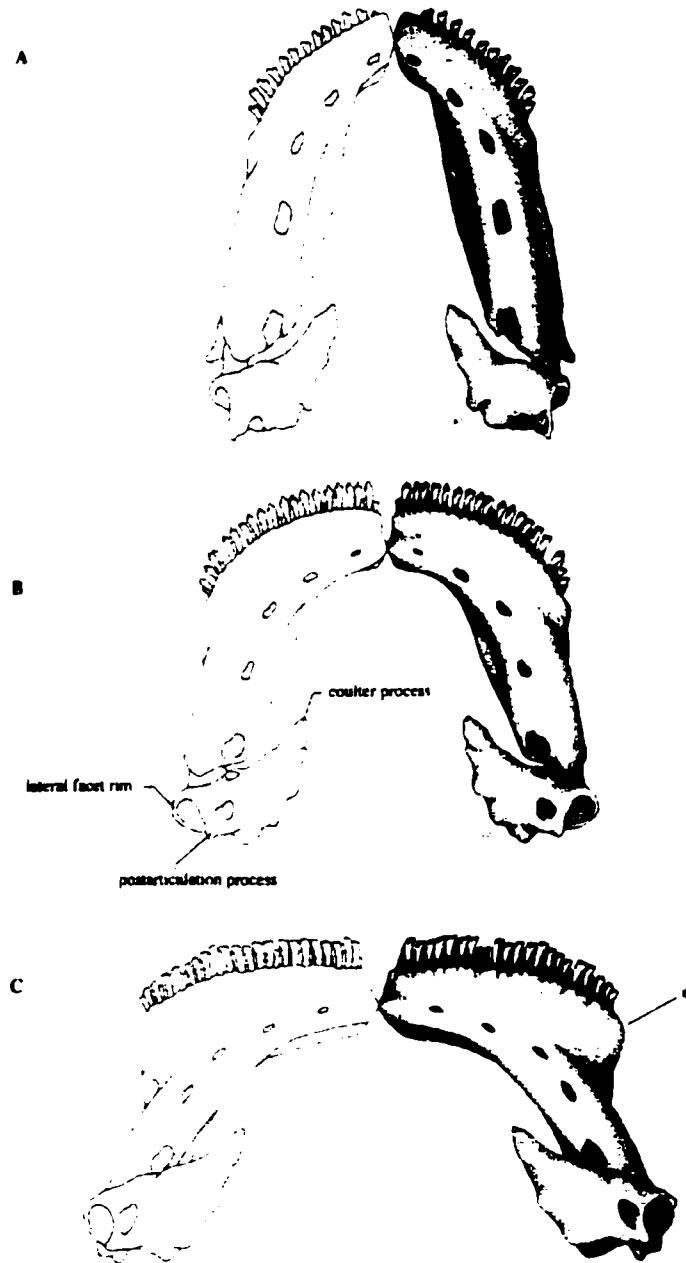 A
B
coulter process
lateral facet rim
postarticulation process
C